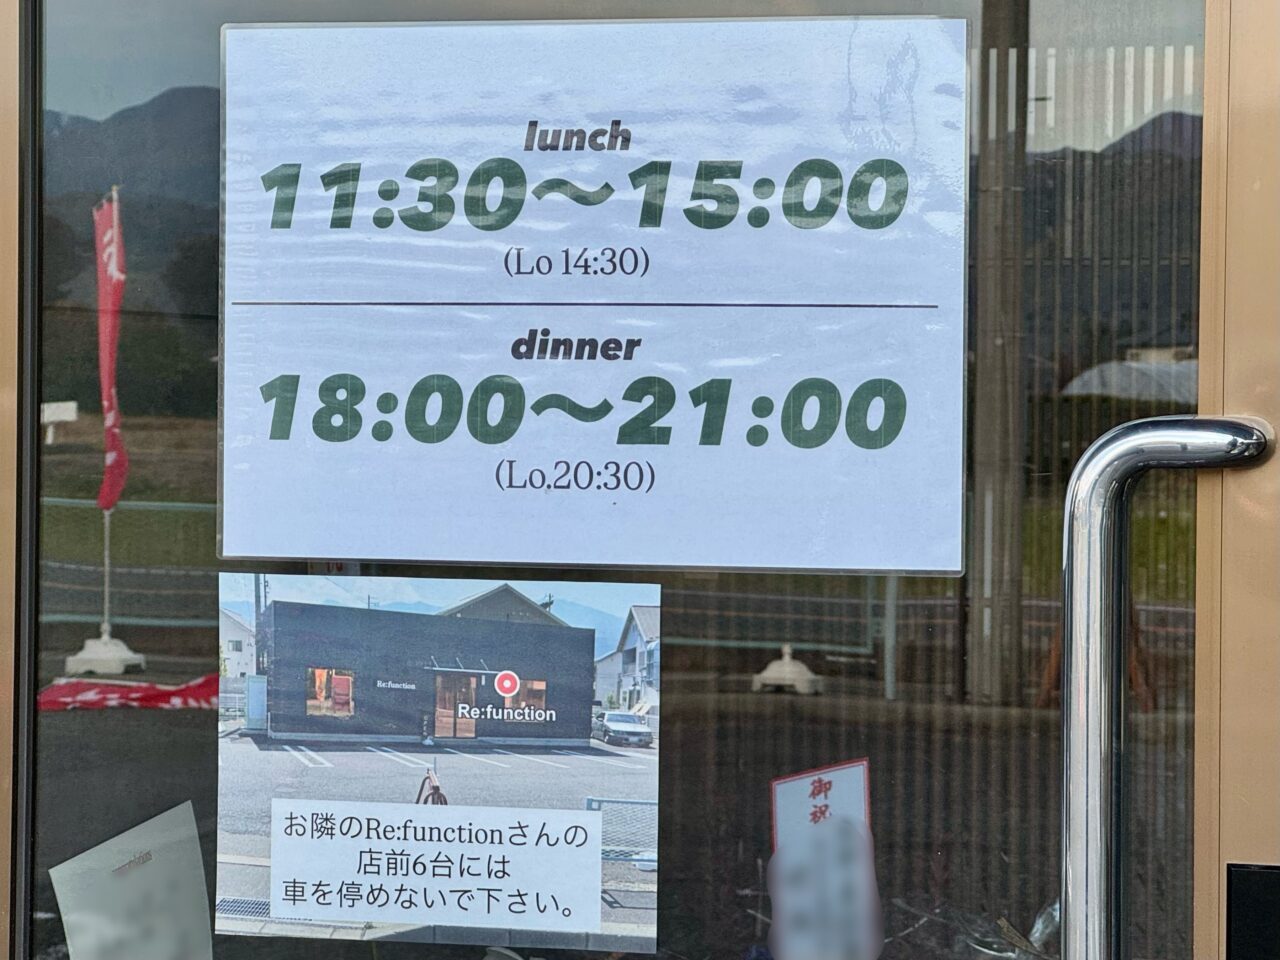 lunch
11:30〜15:00
(Lo 14:30)
dinner
18:00〜21:00
(Lo.20:30)
Re:function
Re:function
お隣のRe:functionさんの
店前6台には
車を停めないで下さい。
御祝